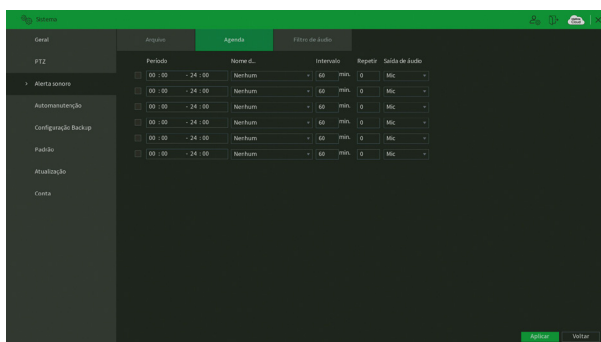 Sistema
Geral
PTZ
Alerta sonoro
Automanutenção
Configuração Backup
Padrão
Atualização
Conta
Arquivo Agenda Filtro de áudio
Período Nome d... Intervalo Repetir Saída de áudio
00 : 00 - 24 : 00 Nenhum 60 min. 0 Mic
00 : 00 - 24 : 00 Nenhum 60 min. 0 Mic
00 : 00 - 24 : 00 Nenhum 60 min. 0 Mic
00 : 00 - 24 : 00 Nenhum 60 min. 0 Mic
00 : 00 - 24 : 00 Nenhum 60 min. 0 Mic
00 : 00 - 24 : 00 Nenhum 60 min. 0 Mic
Aplicar Voltar